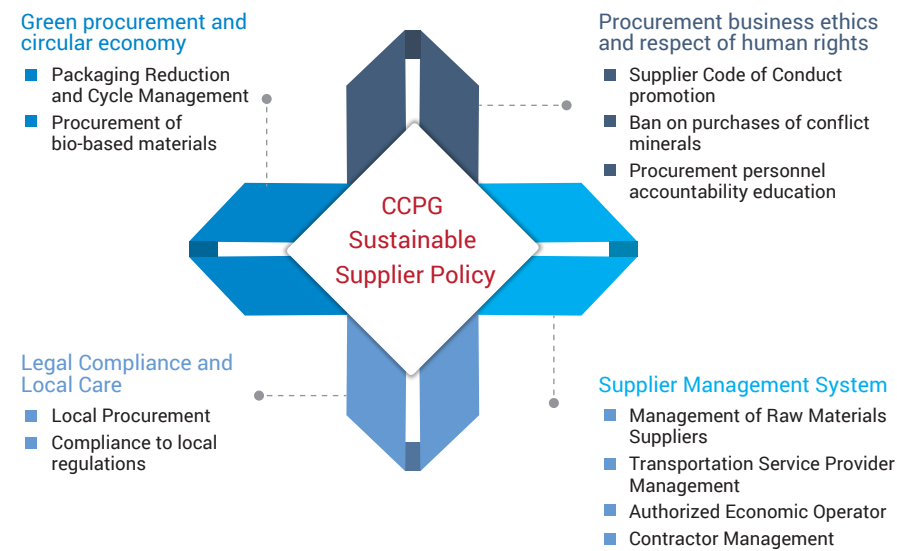 Green procurement and
circular economy
Packaging Reduction
and Cycle Management
Procurement of
bio-based materials
Procurement business ethics
and respect of human rights
Supplier Code of Conduct
promotion
Ban on purchases of conflict
minerals
Procurement personnel
accountability education
CCPG
Sustainable
Supplier Policy
Legal Compliance and
Local Care
Local Procurement
Compliance to local
regulations
Supplier Management System
Management of Raw Materials
Suppliers
Transportation Service Provider
Management
Authorized Economic Operator
Contractor Management